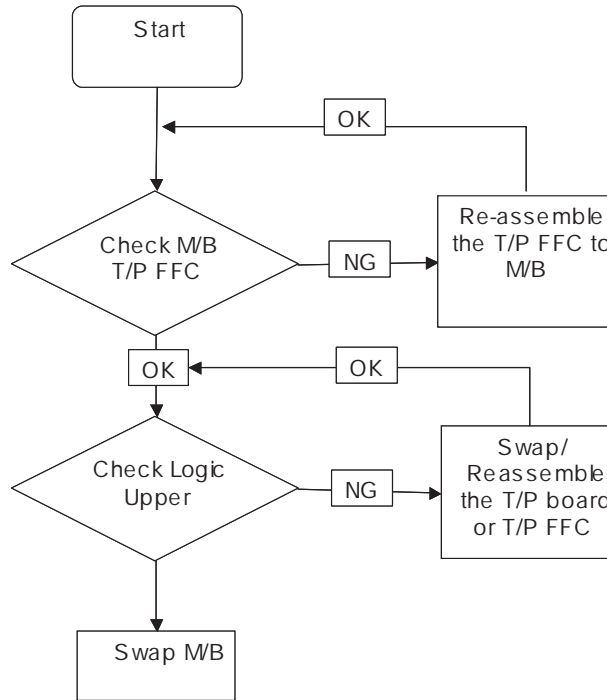 Start
OK
Check M/B
T/P FFC
NG
Re-assemble
the T/P FFC to
M/B
OK
OK
Check Logic
Upper
NG
Swap/
Reassemble
the T/P board
or T/P FFC
Swap M/B